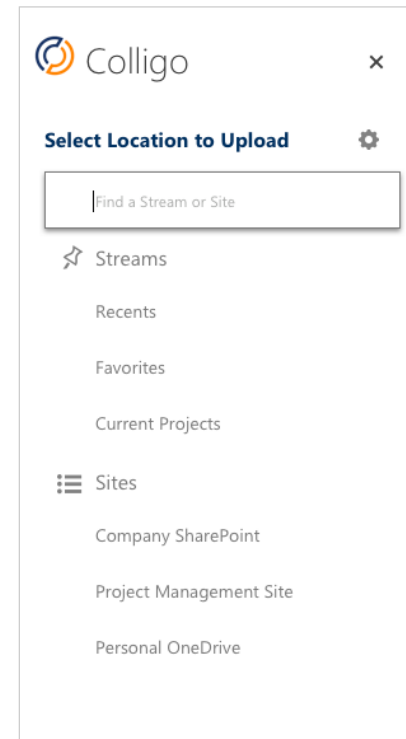 Colligo
Select Location to Upload
Find a Stream or Site
Streams
Recents
Favorites
Current Projects
Sites
Company SharePoint
Project Management Site
Personal OneDrive